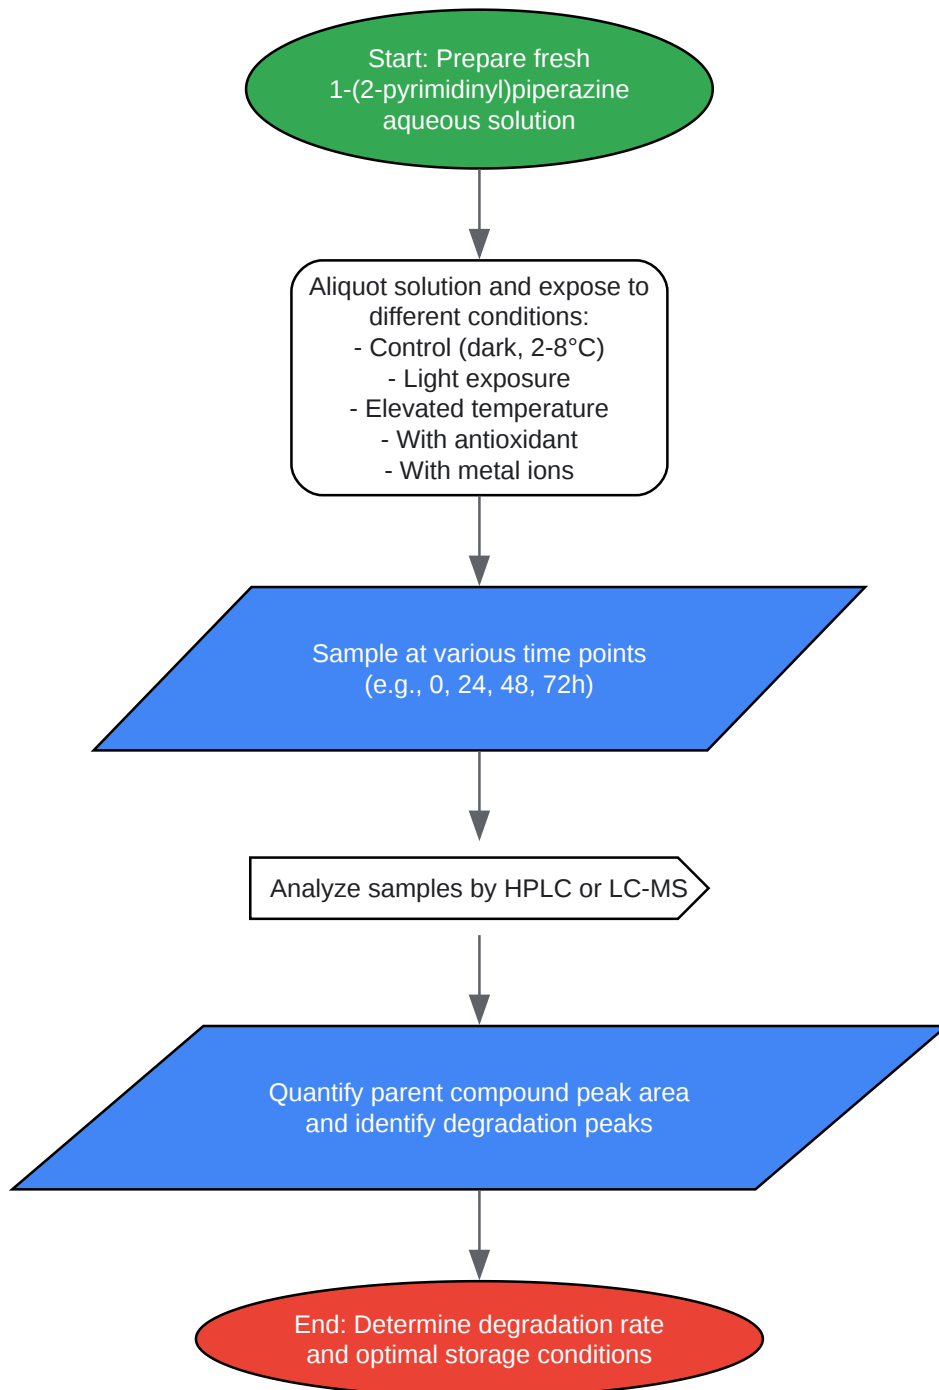 Start: Prepare fresh
1-(2-pyrimidinyl)piperazine
aqueous solution
Aliquot solution and expose to
different conditions:
- Control (dark, 2-8°C)
- Light exposure
- Elevated temperature
- With antioxidant
- With metal ions
Sample at various time points
(e.g., 0, 24, 48, 72h)
Analyze samples by HPLC or LC-MS
Quantify parent compound peak area
and identify degradation peaks
End: Determine degradation rate
and optimal storage conditions